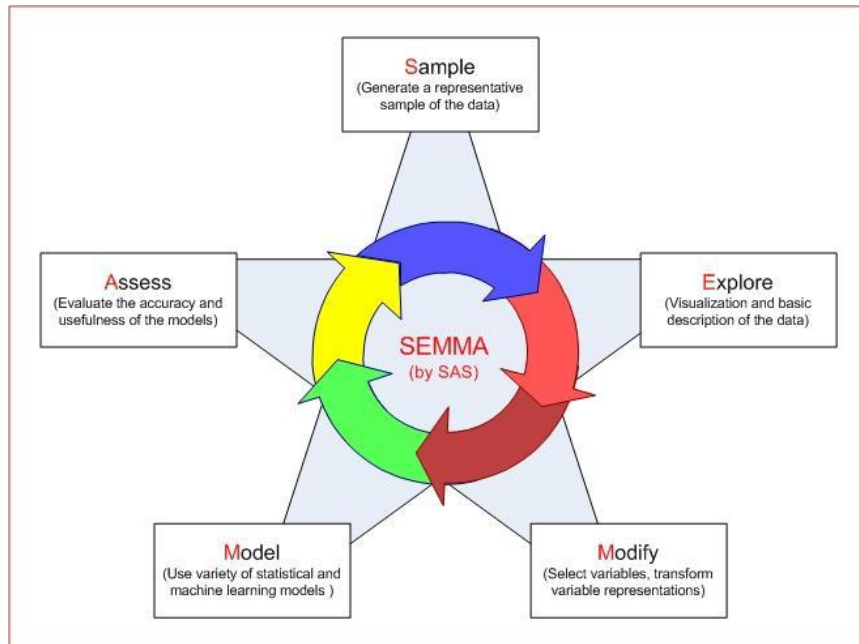 Sample
(Generate a representative
sample of the data)
Assess
(Evaluate the accuracy and
usefulness of the models)
Explore
(Visualization and basic
description of the data)
SEMMA
(by SAS)
Model
(Use variety of statistical and
machine learning models )
Modify
(Select variables, transform
variable representations)